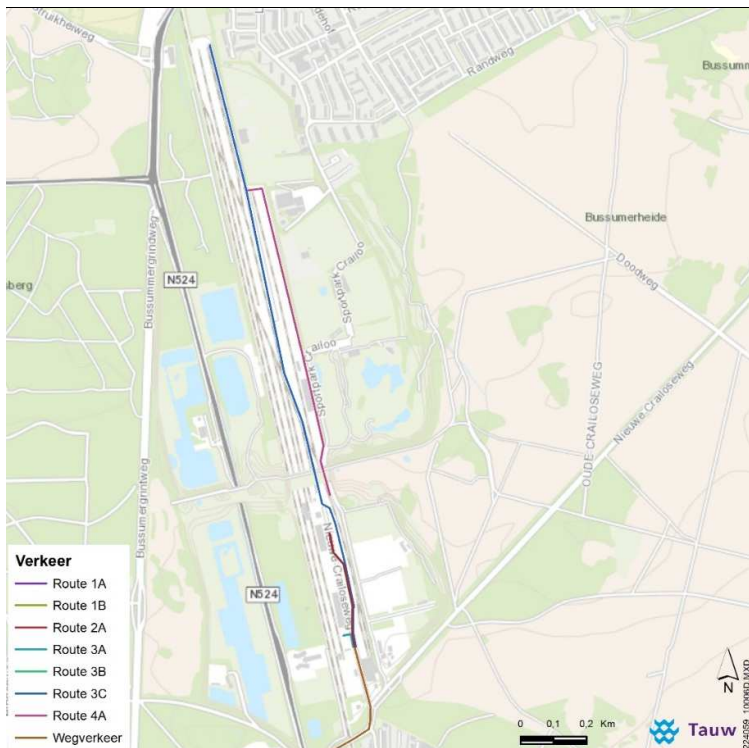 Randweg
Bussummerheide
Doodweg
Sportpark Crailoo
Sportpark Crailoo
N524
Bussummergrindweg
OUDE CRAILOSEWEG
Nieuwe Crailoseweg
Bussummergrintweg
N524
Nieuwe Crailoseweg
Verkeer
Route 1A
Route 1B
Route 2A
Route 3A
Route 3B
Route 3C
Route 4A
Wegverkeer
0 0,1 0,2 Km
N
Tauw